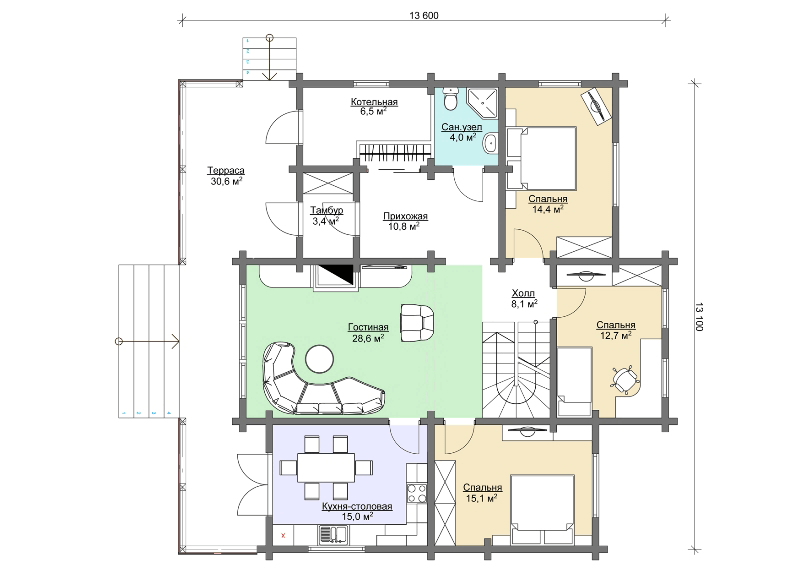 13 600
Котельная
6,5 м²
Сан.узел
4,0 м²
Терраса
30,6 м²
Спальня
14,4 м²
Тамбур
3,4 м²
Прихожая
10,8 м²
Холл
8,1 м²
13 100
Гостиная
28,6 м²
Спальня
12,7 м²
Спальня
15,1 м²
Кухня-столовая
15,0 м²
x